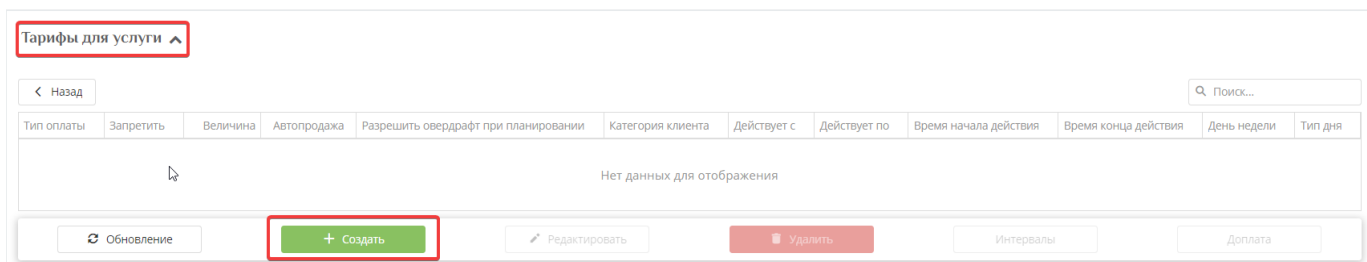 Тарифы для услуги
Назад
Поиск...
Тип оплаты Запретить Величина Автопродажа Разрешить овердрафт при планировании Категория клиента Действует с Действует по Время начала действия Время конца действия День недели Тип дня
Нет данных для отображения
Обновление + Создать Редактировать Удалить Интервалы Доплата